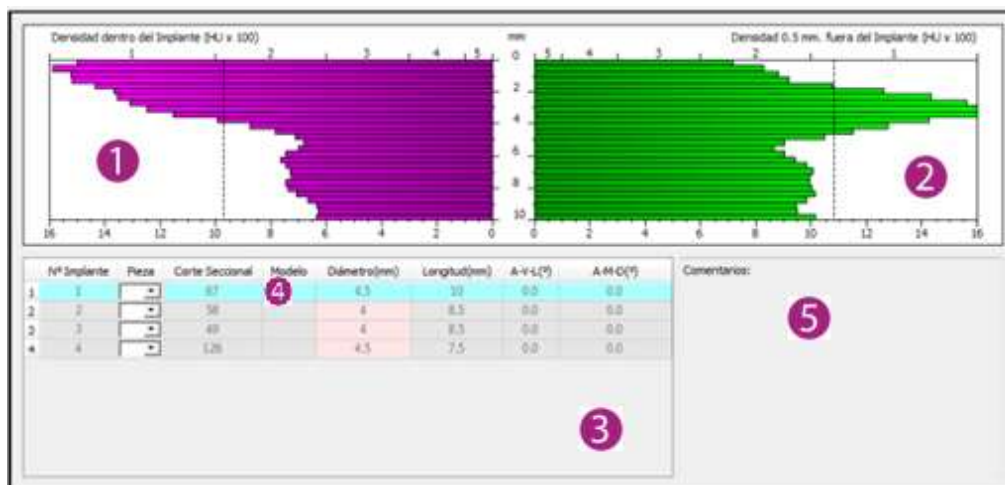 Densidad dentro del Implante (HU x 100)
mm
Densidad 0.5 mm. fuera del Implante (HU x 100)
1 2 3 4 5
5 4 3 2 1
0
2
4
6
8
10
16 14 12 10 8 6 4 2 0
0 2 4 6 8 10 12 14 16
1
2
Nº Implante Pieza Corte Seccional Modelo Diámetro(mm) Longitud(mm) A-V-L(º) A-M-D(º)
1 1 67 4 4.5 10 0.0 0.0
2 2 58 4 8.5 0.0 0.0
3 3 49 4 8.5 0.0 0.0
4 4 126 4.5 7.5 0.0 0.0
3
Comentarios:
5